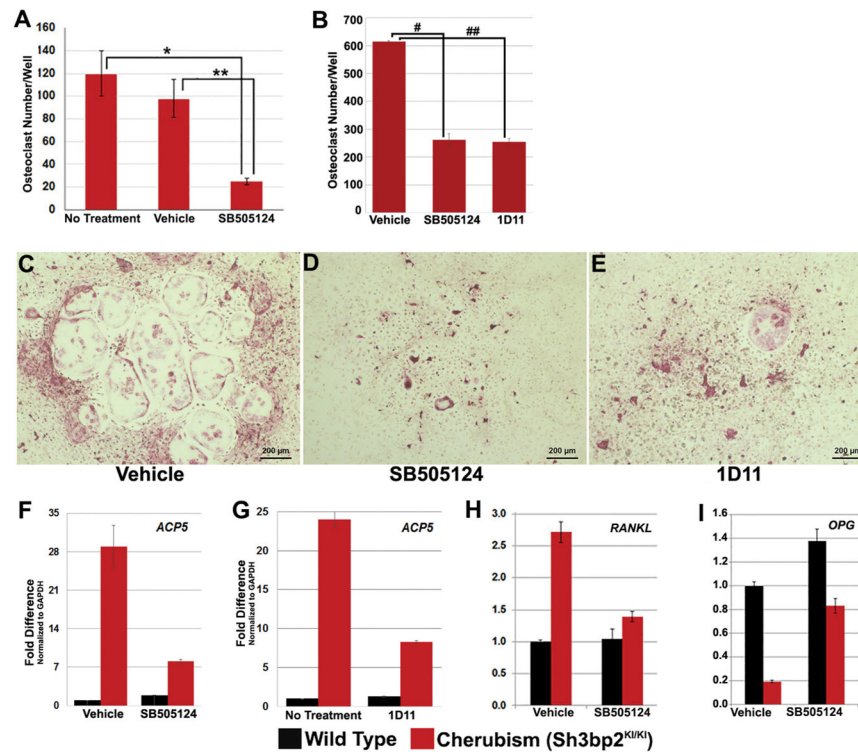 A
Osteoclast Number/Well
160
140
120
100
80
60
40
20
0
*
**
No Treatment Vehicle SB505124
B
Osteoclast Number/Well
700
600
500
400
300
200
100
0
#
##
Vehicle SB505124 1D11
C
200 µm
Vehicle
D
200 µm
SB505124
E
200 µm
1D11
F
ACP5
Fold Difference
Normalized to GAPDH
35
28
21
14
7
0
Vehicle SB505124
G
ACP5
Fold Difference
Normalized to GAPDH
25
20
15
10
5
0
No Treatment 1D11
H
RANKL
3.0
2.5
2.0
1.5
1.0
0.5
0
Vehicle SB505124
I
OPG
1.6
1.4
1.2
1.0
0.8
0.6
0.4
0.2
0
Vehicle SB505124
Wild Type Cherubism (Sh3bp2KI/KI)